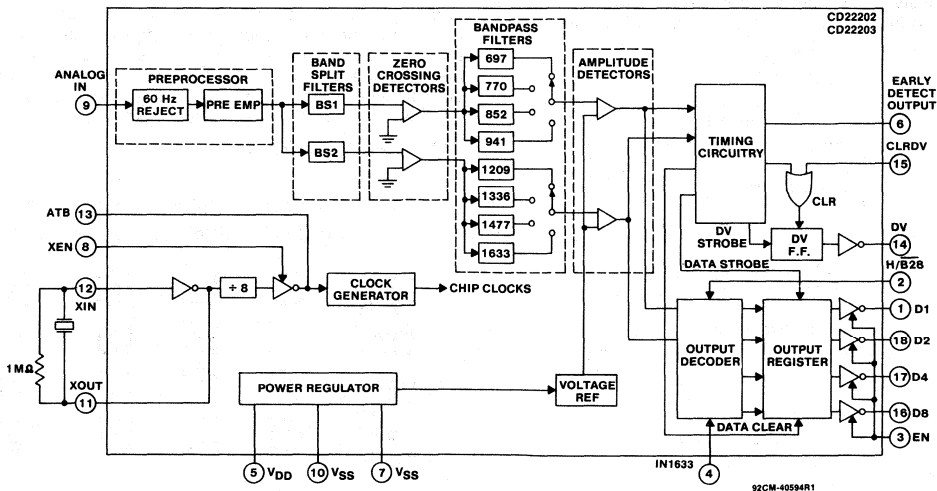 CD22202
CD22203
BANDPASS
FILTERS
ANALOG
IN
9
PREPROCESSOR
60 Hz
REJECT
PRE EMP
BAND
SPLIT
FILTERS
BS1
BS2
ZERO
CROSSING
DETECTORS
697
770
852
941
1209
1336
1477
1633
AMPLITUDE
DETECTORS
TIMING
CIRCUITRY
EARLY
DETECT
OUTPUT
6
CLRDV
15
CLR
DV
STROBE
DV
F.F.
DV
14
DATA STROBE
H/B28
2
ATB 13
XEN 8
12
XIN
÷ 8
CLOCK
GENERATOR
CHIP CLOCKS
1MΩ
XOUT
11
POWER REGULATOR
VOLTAGE
REF
OUTPUT
DECODER
OUTPUT
REGISTER
1 D1
18 D2
17 D4
16 D8
3 EN
DATA CLEAR
IN1633
4
5 VDD
10 VSS
7 VSS
92CM-40594R1